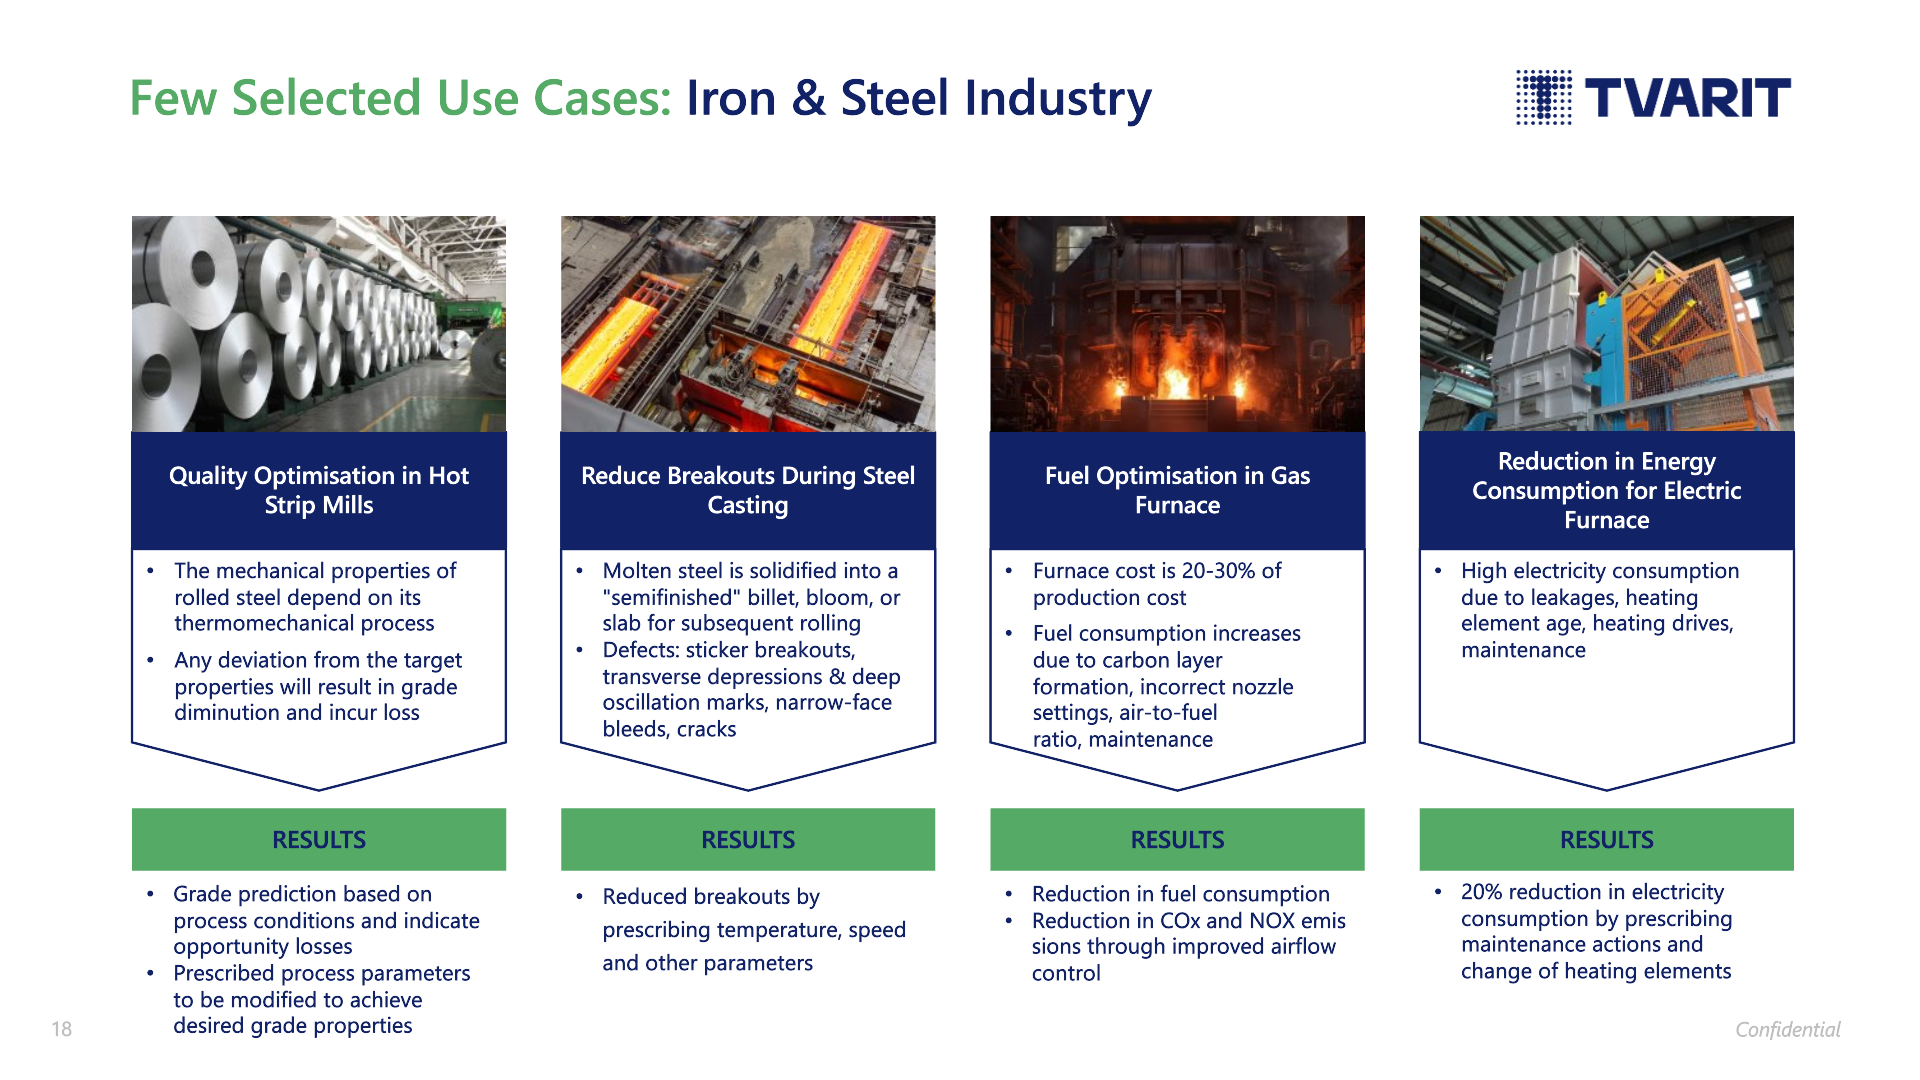 Few Selected Use Cases: Iron & Steel Industry
TVARIT
Quality Optimisation in Hot
Strip Mills
• The mechanical properties of
rolled steel depend on its
thermomechanical process
• Any deviation from the target
properties will result in grade
diminution and incur loss
RESULTS
• Grade prediction based on
process conditions and indicate
opportunity losses
• Prescribed process parameters
to be modified to achieve
desired grade properties
Reduce Breakouts During Steel
Casting
• Molten steel is solidified into a
"semifinished" billet, bloom, or
slab for subsequent rolling
• Defects: sticker breakouts,
transverse depressions & deep
oscillation marks, narrow-face
bleeds, cracks
RESULTS
• Reduced breakouts by
prescribing temperature, speed
and other parameters
Fuel Optimisation in Gas
Furnace
• Furnace cost is 20-30% of
production cost
• Fuel consumption increases
due to carbon layer
formation, incorrect nozzle
settings, air-to-fuel
ratio, maintenance
RESULTS
• Reduction in fuel consumption
• Reduction in COx and NOX emis
sions through improved airflow
control
Reduction in Energy
Consumption for Electric
Furnace
• High electricity consumption
due to leakages, heating
element age, heating drives,
maintenance
RESULTS
• 20% reduction in electricity
consumption by prescribing
maintenance actions and
change of heating elements
18
Confidential